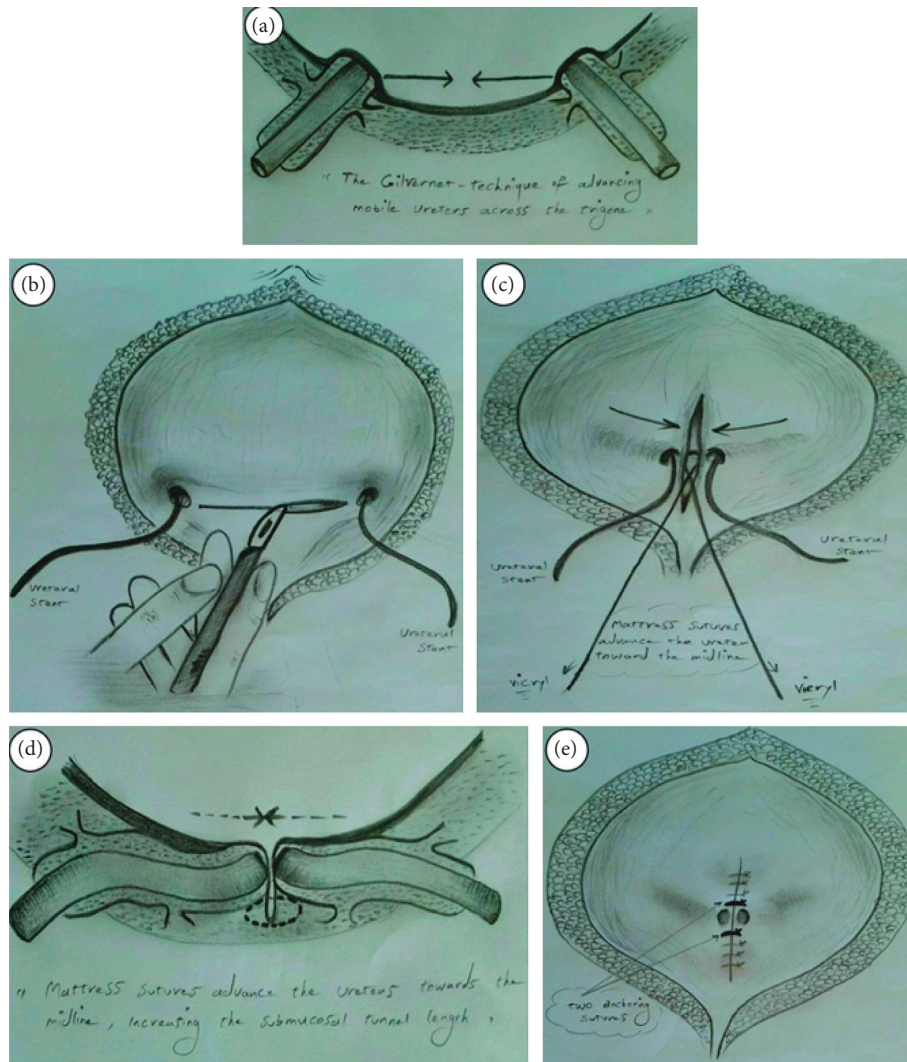 (a)
" The Gilvernet-technique of advancing
mobile ureters across the trigone "
(b)
Ureteral
Stent
Ureteral
Stent
(c)
Ureteral
Stent
Ureteral
Stent
Mattress sutures
advance the ureter
toward the midline
vicryl
vicryl
(d)
" Mattress sutures advance the ureters towards the
midline, increasing the submucosal tunnel length "
(e)
two anchoring
sutures